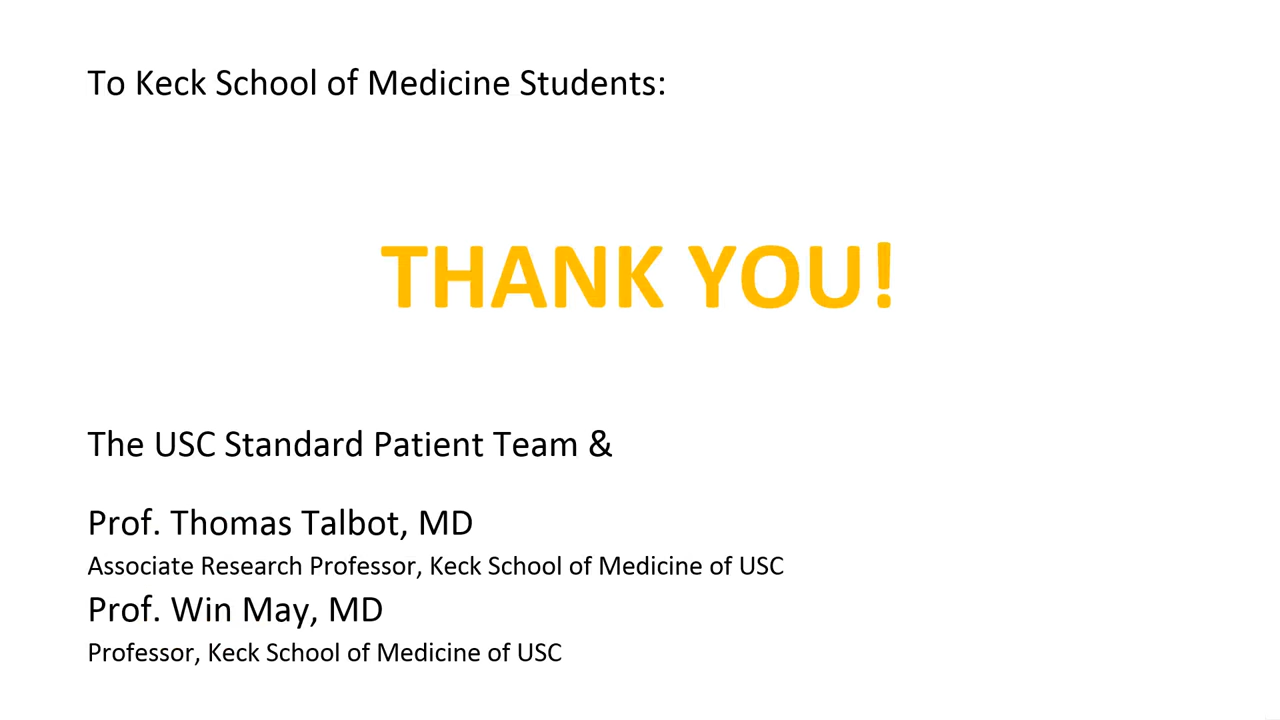 To Keck School of Medicine Students:
THANK YOU!
The USC Standard Patient Team &
Prof. Thomas Talbot, MD
Associate Research Professor, Keck School of Medicine of USC
Prof. Win May, MD
Professor, Keck School of Medicine of USC